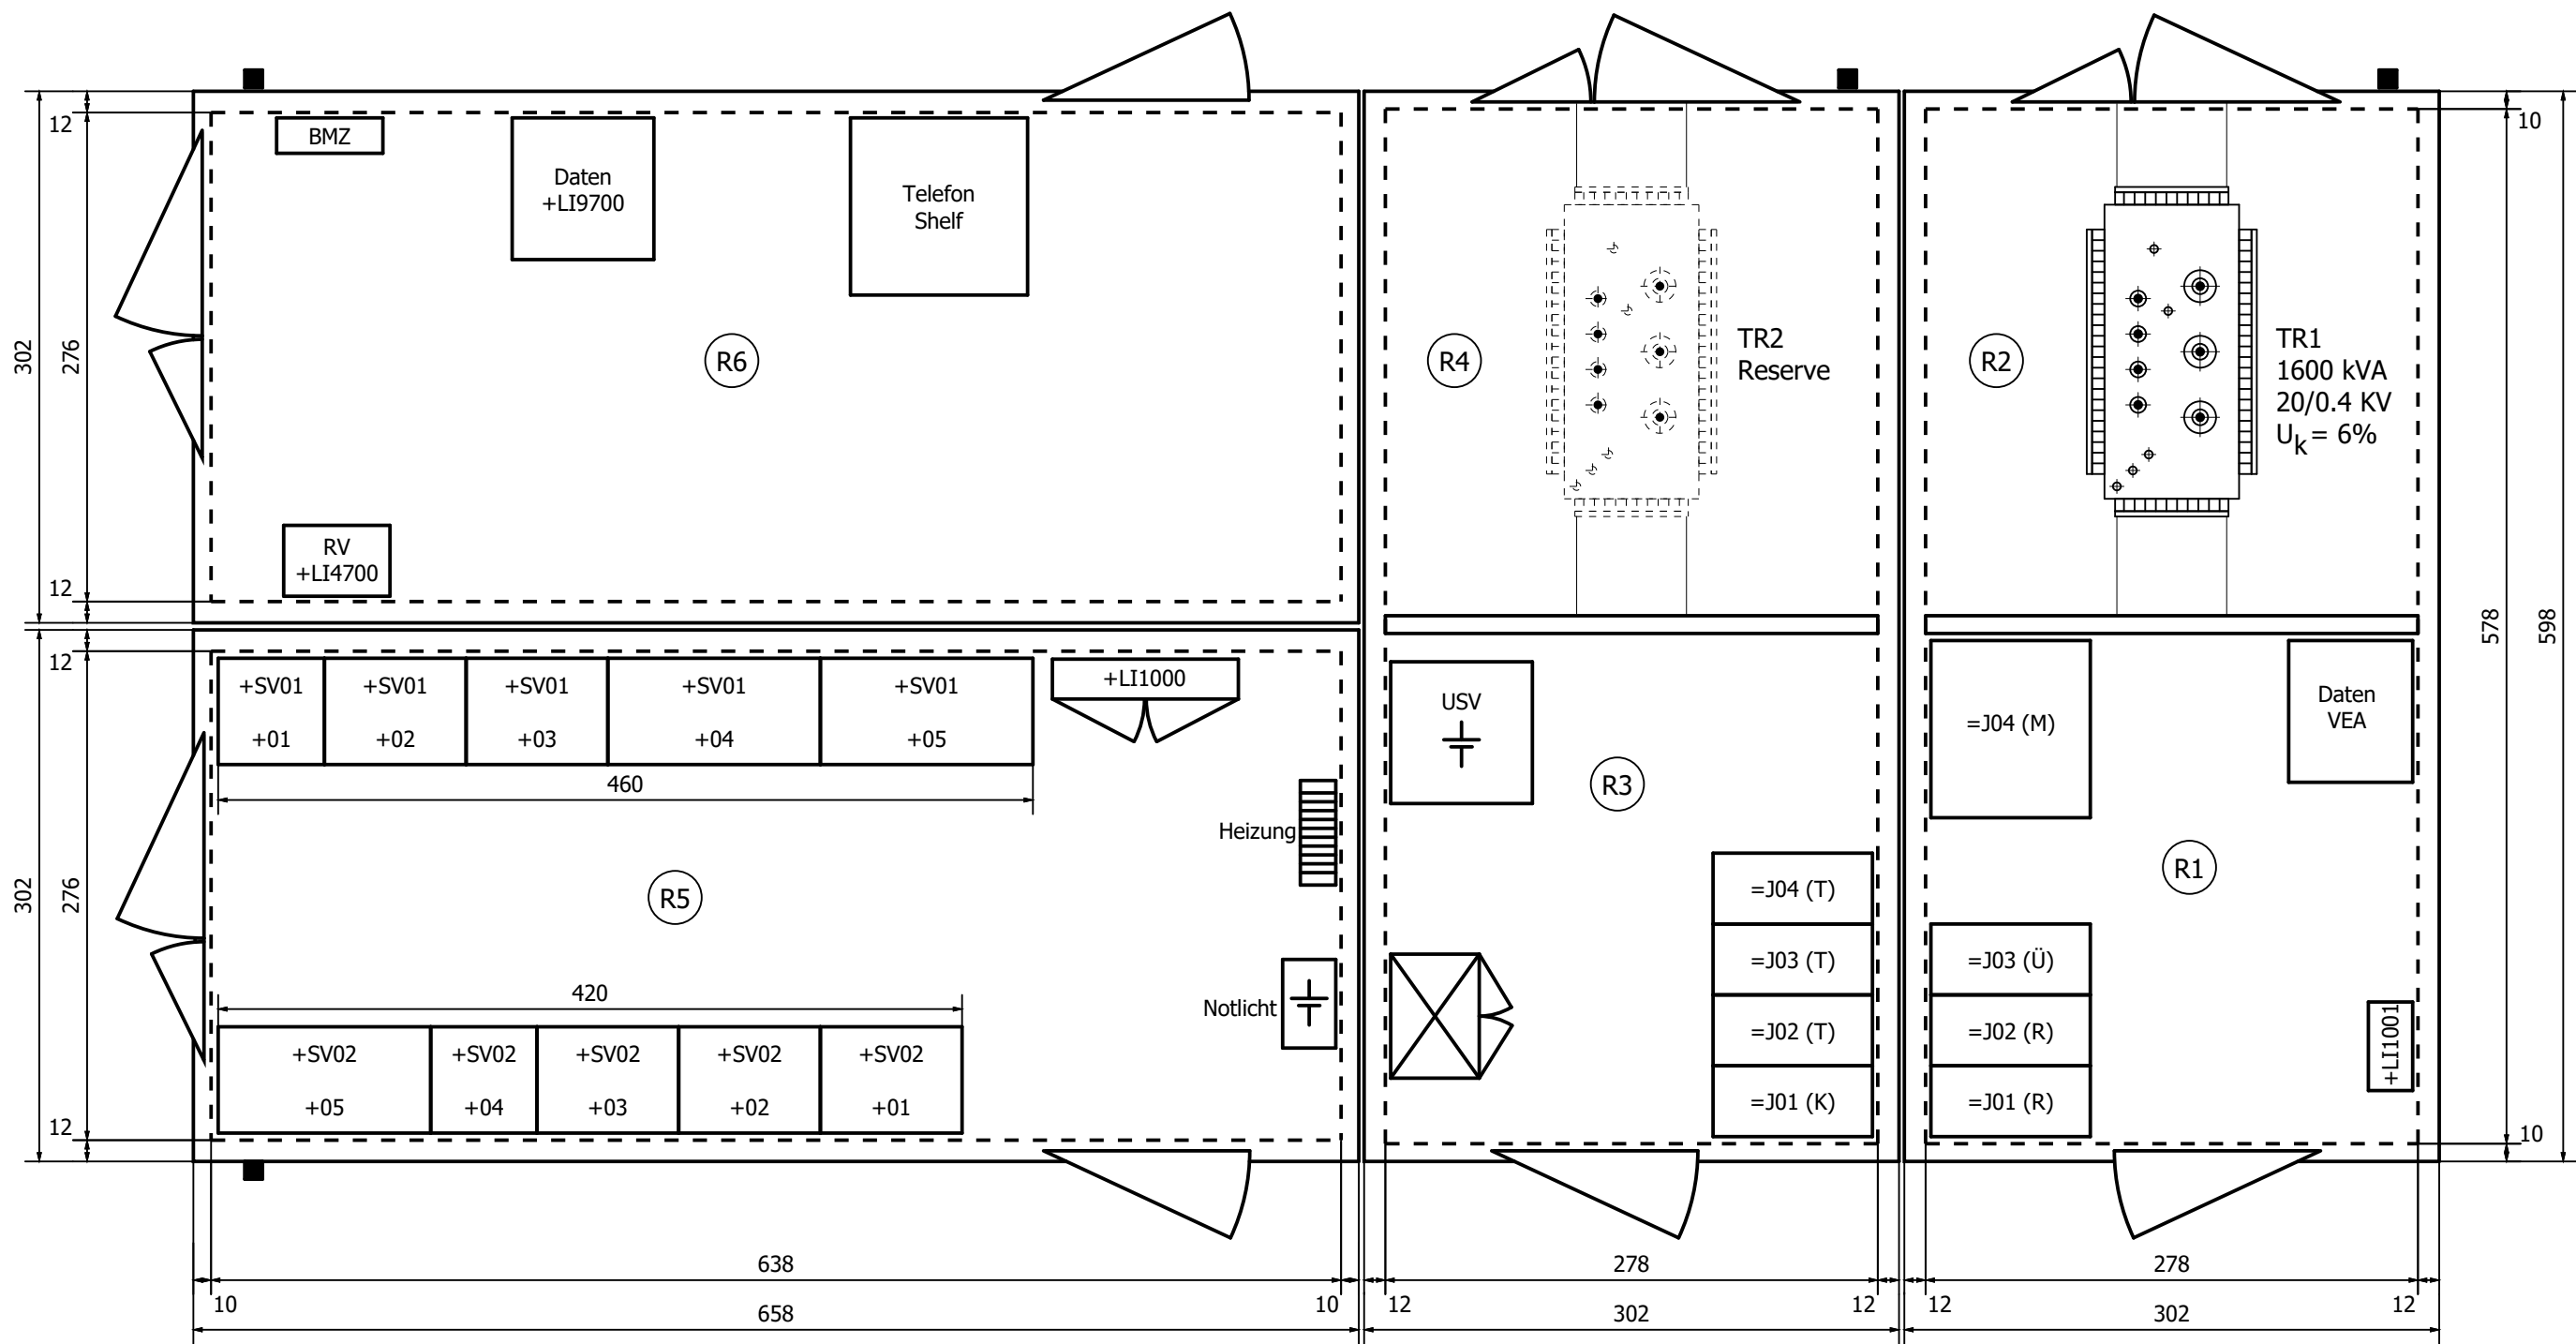 12
BMZ
Daten
+LI9700
Telefon
Shelf
10
302
276
R6
R4
TR2
Reserve
R2
TR1
1600 kVA
20/0.4 KV
Uk = 6%
RV
+LI4700
12
578
598
12
+SV01
+01
+SV01
+02
+SV01
+03
+SV01
+04
+SV01
+05
+LI1000
460
USV
=J04 (M)
Daten
VEA
302
276
Heizung
R3
R5
R1
=J04 (T)
=J03 (T)
=J02 (T)
=J01 (K)
=J03 (Ü)
=J02 (R)
=J01 (R)
+LI1001
Notlicht
420
+SV02
+05
+SV02
+04
+SV02
+03
+SV02
+02
+SV02
+01
12
10
638
278
278
10
10
12
12
12
12
658
302
302